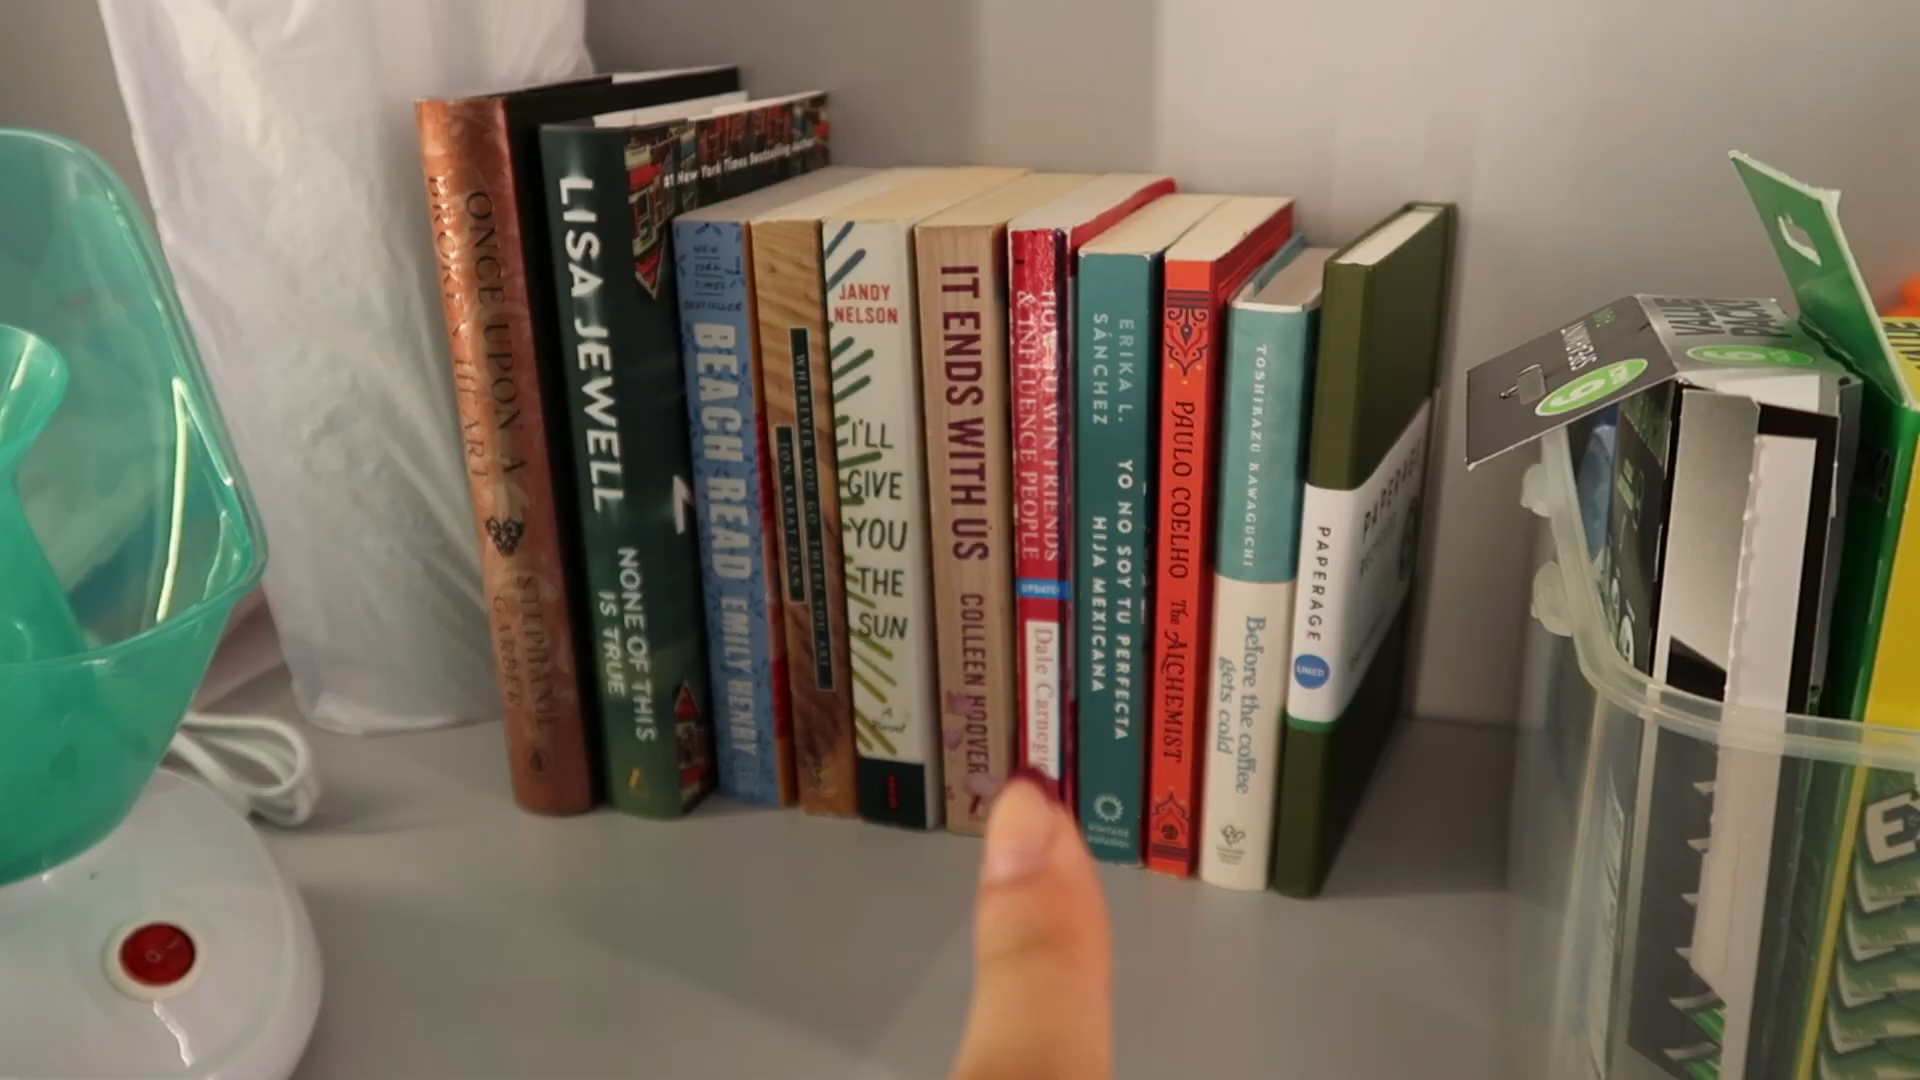 ONCE UPON A
BROKEN HEART
STEPHANIE
GARBER
#1 New York Times Bestselling Author
LISA JEWELL
NONE OF THIS
IS TRUE
NEW
YORK
TIMES
BESTSELLER
BEACH READ
EMILY HENRY
WHEREVER YOU GO THERE YOU ARE
JON KABAT ZINN
JANDY
NELSON
I'LL
GIVE
YOU
THE
SUN
A
Novel
IT ENDS WITH US
COLLEEN HOOVER
HOW TO WIN FRIENDS
& INFLUENCE PEOPLE
UPDATED
Dale Carnegie
ERIKA L.
SÁNCHEZ
YO NO SOY TU PERFECTA
HIJA MEXICANA
VINTAGE
ESPAÑOL
PAULO COELHO
The ALCHEMIST
TOSHIKAZU KAWAGUCHI
Before the coffee
gets cold
PAPERAGE
LINED
PAPERAGE
VALUE
PACK!